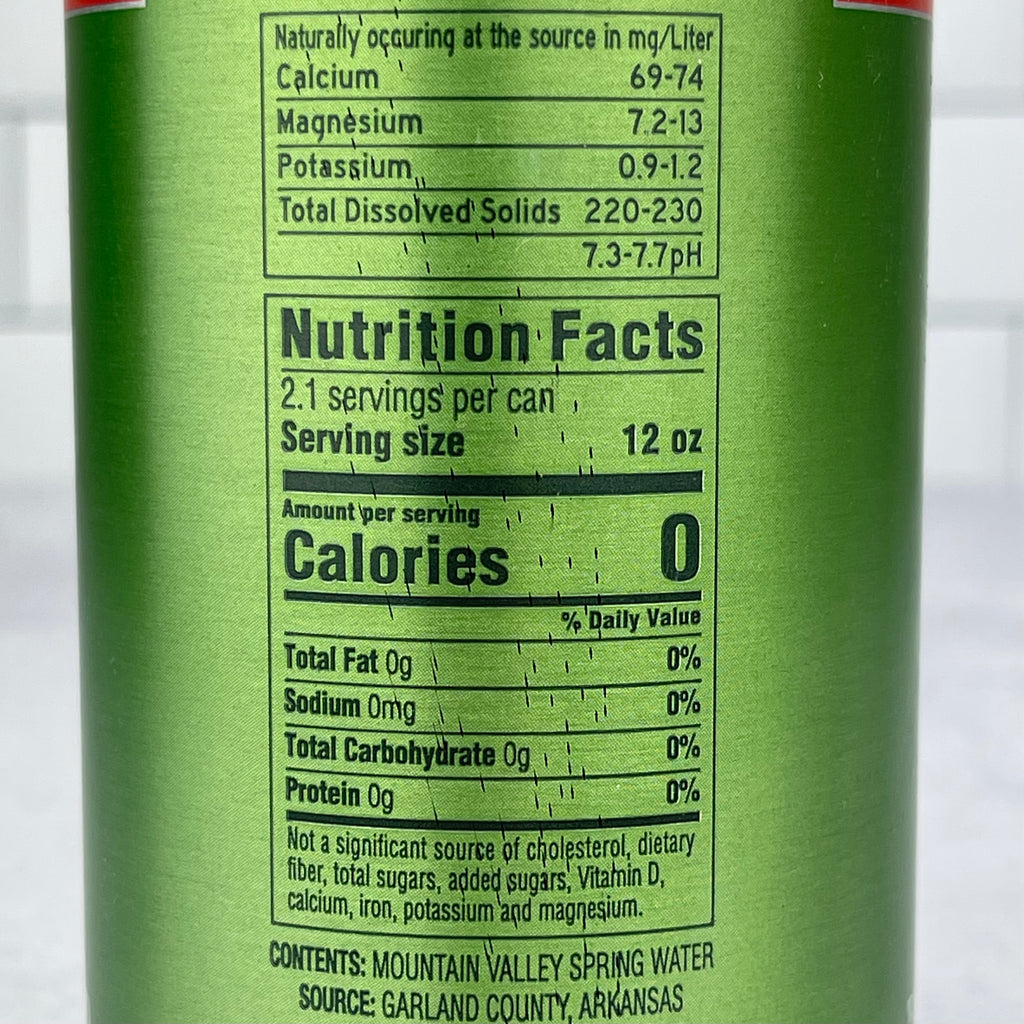 Naturally occuring at the source in mg/Liter
Calcium 69-74
Magnesium 7.2-13
Potassium 0.9-1.2
Total Dissolved Solids 220-230
7.3-7.7pH
Nutrition Facts
2.1 servings per can
Serving size 12 oz
Amount per serving
Calories 0
% Daily Value
Total Fat 0g 0%
Sodium 0mg 0%
Total Carbohydrate 0g 0%
Protein 0g 0%
Not a significant source of cholesterol, dietary
fiber, total sugars, added sugars, Vitamin D,
calcium, iron, potassium and magnesium.
CONTENTS: MOUNTAIN VALLEY SPRING WATER
SOURCE: GARLAND COUNTY, ARKANSAS